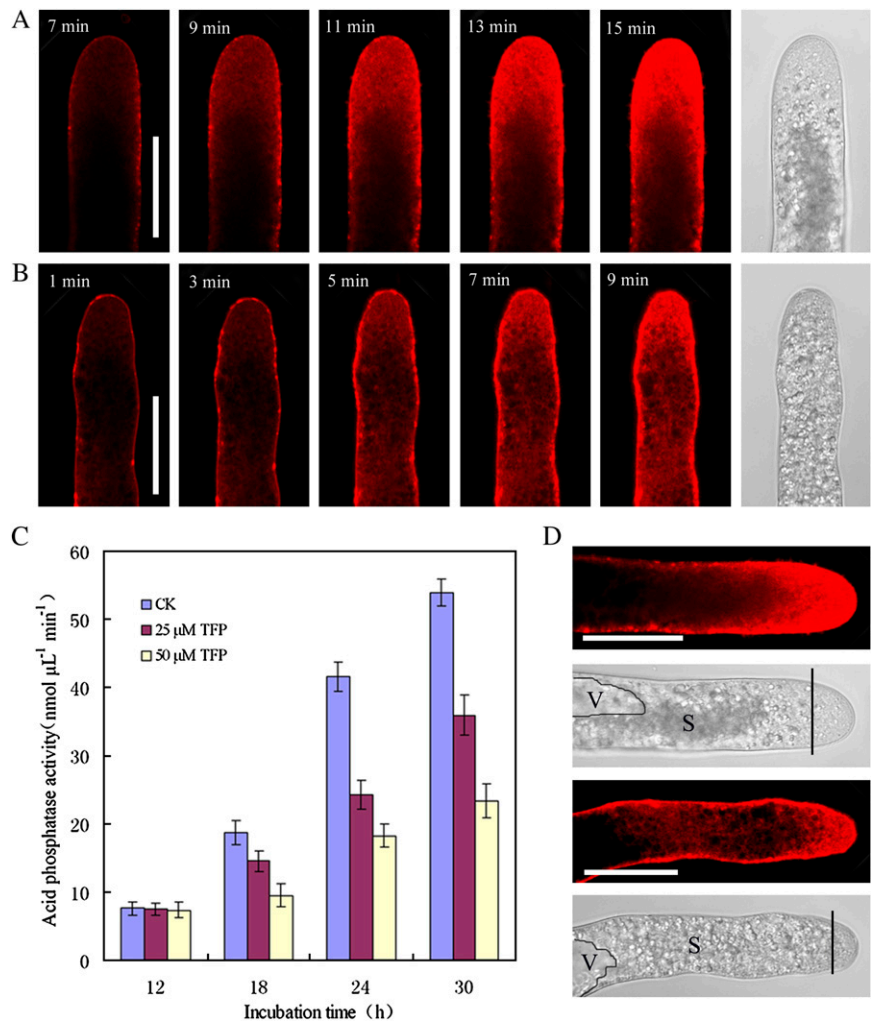 A
7 min
9 min
11 min
13 min
15 min
B
1 min
3 min
5 min
7 min
9 min
C
Acid phosphatase activity(nmol μL⁻¹ min⁻¹)
60
50
40
30
20
10
0
CK
25 μM TFP
50 μM TFP
12
18
24
30
Incubation time(h)
D
V
S
V
S